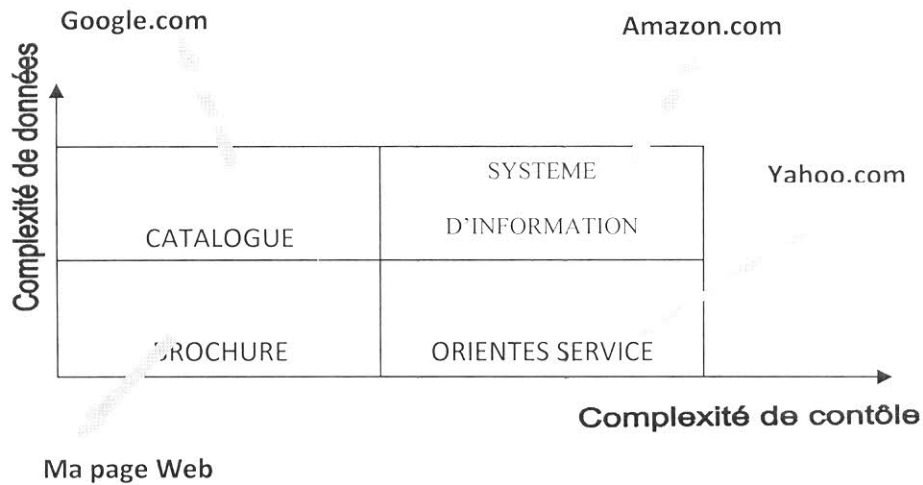 Google.com
Amazon.com
Complexité de données
SYSTEME
D'INFORMATION
Yahoo.com
CATALOGUE
BROCHURE
ORIENTES SERVICE
Complexité de contôle
Ma page Web